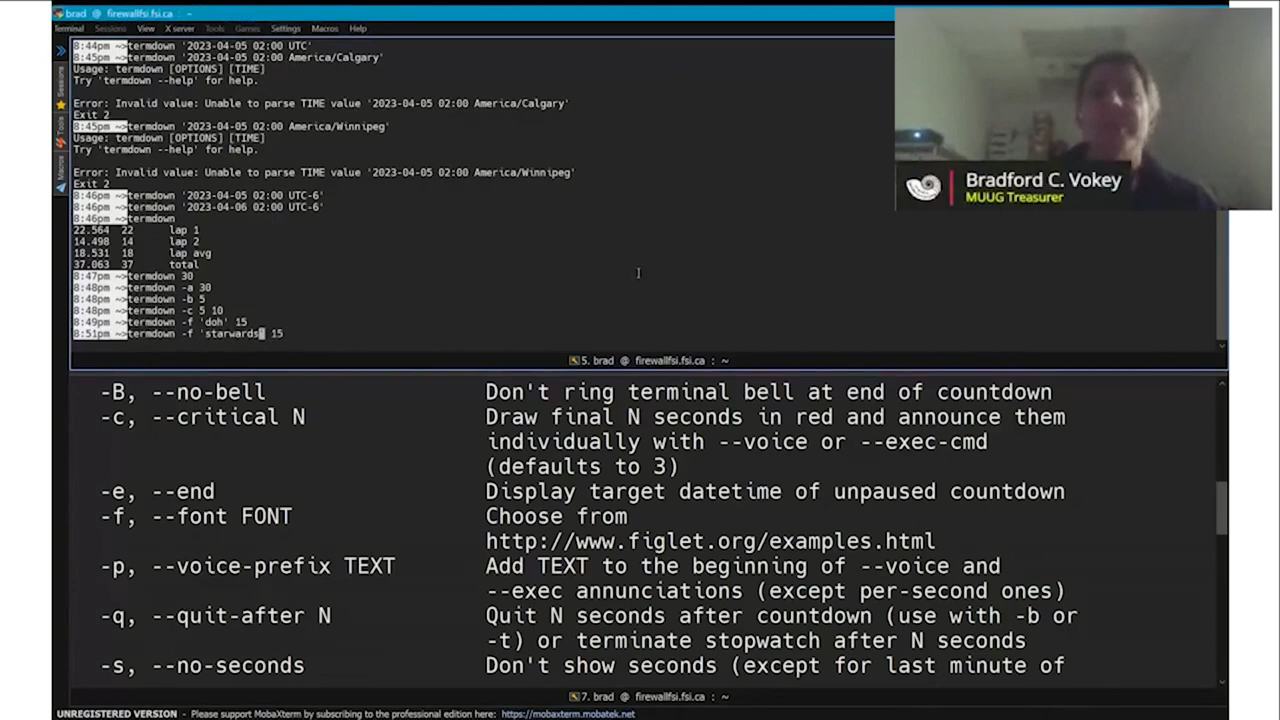 brad @ firewallfsi.fsi.ca : ~
Terminal Sessions View X server Tools Games Settings Macros Help
8:44pm ~>termdown '2023-04-05 02:00 UTC'
8:45pm ~>termdown '2023-04-05 02:00 America/Calgary'
Usage: termdown [OPTIONS] [TIME]
Try 'termdown --help' for help.
Error: Invalid value: Unable to parse TIME value '2023-04-05 02:00 America/Calgary'
Exit 2
8:45pm ~>termdown '2023-04-05 02:00 America/Winnipeg'
Usage: termdown [OPTIONS] [TIME]
Try 'termdown --help' for help.
Error: Invalid value: Unable to parse TIME value '2023-04-05 02:00 America/Winnipeg'
Exit 2
8:46pm ~>termdown '2023-04-05 02:00 UTC-6'
8:46pm ~>termdown '2023-04-06 02:00 UTC-6'
8:46pm ~>termdown
22.564 22 lap 1
14.498 14 lap 2
18.531 18 lap avg
37.063 37 total
8:47pm ~>termdown 30
8:48pm ~>termdown -a 30
8:48pm ~>termdown -b 5
8:48pm ~>termdown -c 5 10
8:49pm ~>termdown -f 'doh' 15
8:51pm ~>termdown -f 'starwards 15
5. brad @ firewallfsi.fsi.ca : ~
Sessions
Tools
Macros
Bradford C. Vokey
MUUG Treasurer
-B, --no-bell Don't ring terminal bell at end of countdown
-c, --critical N Draw final N seconds in red and announce them
individually with --voice or --exec-cmd
(defaults to 3)
-e, --end Display target datetime of unpaused countdown
-f, --font FONT Choose from
http://www.figlet.org/examples.html
-p, --voice-prefix TEXT Add TEXT to the beginning of --voice and
--exec annunciations (except per-second ones)
-q, --quit-after N Quit N seconds after countdown (use with -b or
-t) or terminate stopwatch after N seconds
-s, --no-seconds Don't show seconds (except for last minute of
7. brad @ firewallfsi.fsi.ca : ~
UNREGISTERED VERSION - Please support MobaXterm by subscribing to the professional edition here: https://mobaxterm.mobatek.net